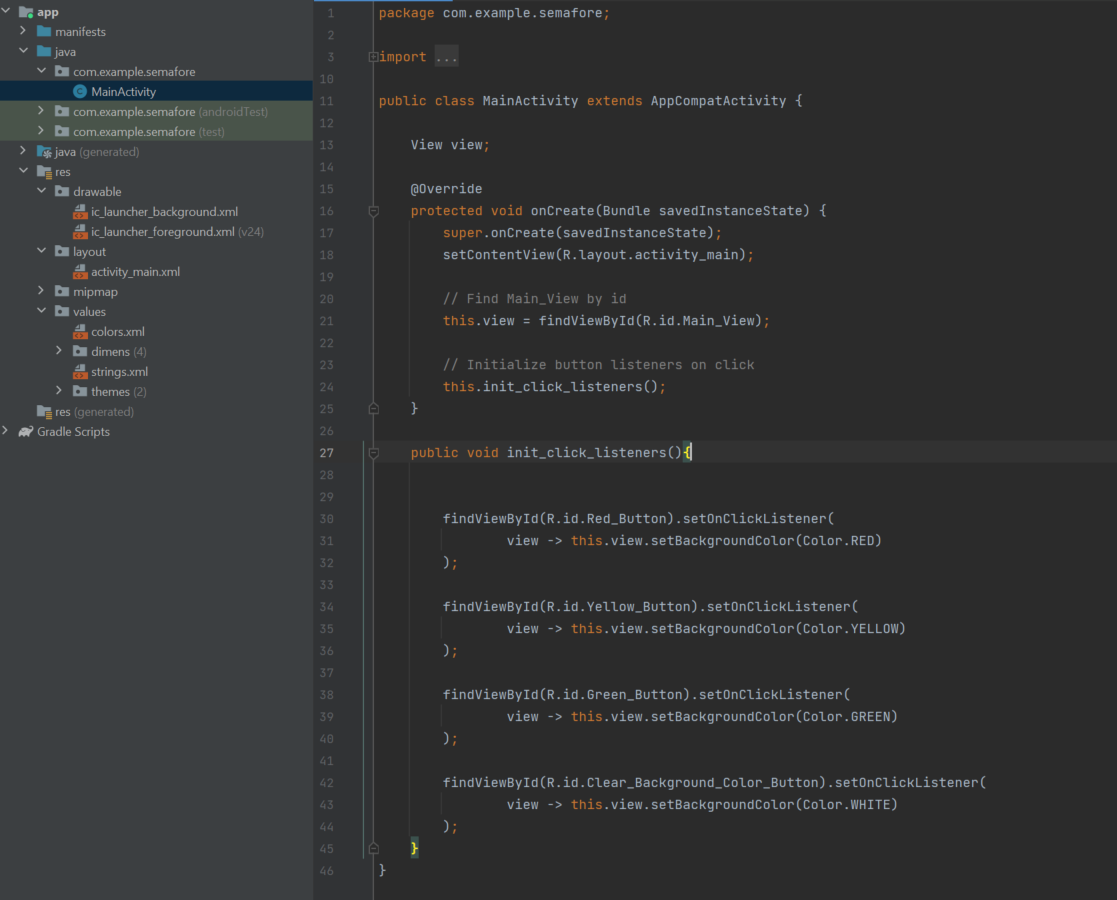 app
manifests
java
com.example.semafore
MainActivity
com.example.semafore (androidTest)
com.example.semafore (test)
java (generated)
res
drawable
ic_launcher_background.xml
ic_launcher_foreground.xml (v24)
layout
activity_main.xml
mipmap
values
colors.xml
dimens (4)
strings.xml
themes (2)
res (generated)
Gradle Scripts
1 package com.example.semafore;
2
3 import ...
10
11 public class MainActivity extends AppCompatActivity {
12
13     View view;
14
15     @Override
16     protected void onCreate(Bundle savedInstanceState) {
17         super.onCreate(savedInstanceState);
18         setContentView(R.layout.activity_main);
19
20         // Find Main_View by id
21         this.view = findViewById(R.id.Main_View);
22
23         // Initialize button listeners on click
24         this.init_click_listeners();
25     }
26
27     public void init_click_listeners(){
28
29
30         findViewById(R.id.Red_Button).setOnClickListener(
31                 view -> this.view.setBackgroundColor(Color.RED)
32         );
33
34         findViewById(R.id.Yellow_Button).setOnClickListener(
35                 view -> this.view.setBackgroundColor(Color.YELLOW)
36         );
37
38         findViewById(R.id.Green_Button).setOnClickListener(
39                 view -> this.view.setBackgroundColor(Color.GREEN)
40         );
41
42         findViewById(R.id.Clear_Background_Color_Button).setOnClickListener(
43                 view -> this.view.setBackgroundColor(Color.WHITE)
44         );
45     }
46 }